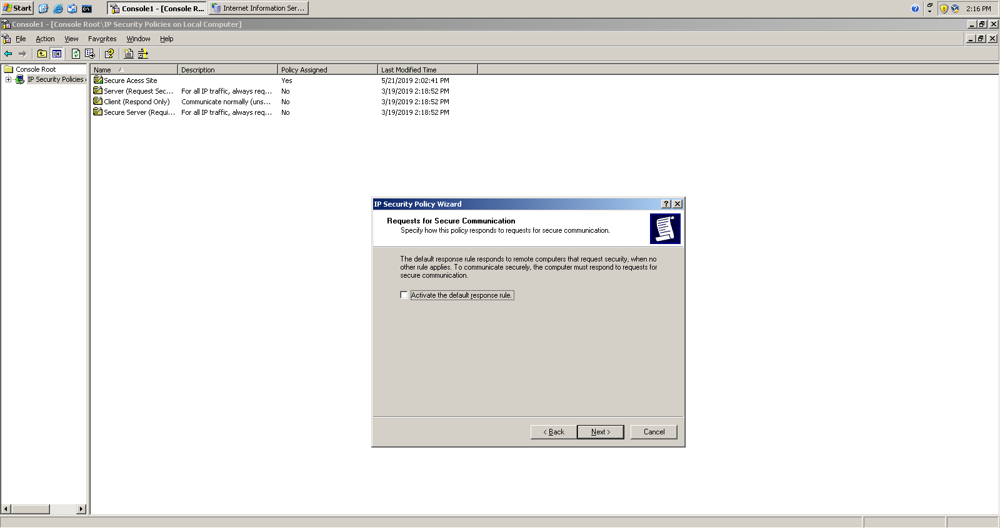 Start
Console1 - [Console R...
Internet Information Ser...
2:16 PM
Console1 - [Console Root\IP Security Policies on Local Computer]
File Action View Favorites Window Help
Console Root
IP Security Policies
Name Description Policy Assigned Last Modified Time
Secure Acess Site Yes 5/21/2019 2:02:41 PM
Server (Request Sec... For all IP traffic, always req... No 3/19/2019 2:18:52 PM
Client (Respond Only) Communicate normally (uns... No 3/19/2019 2:18:52 PM
Secure Server (Requi... For all IP traffic, always req... No 3/19/2019 2:18:52 PM
IP Security Policy Wizard
Requests for Secure Communication
Specify how this policy responds to requests for secure communication.
The default response rule responds to remote computers that request security, when no
other rule applies. To communicate securely, the computer must respond to requests for
secure communication.
Activate the default response rule.
< Back Next > Cancel